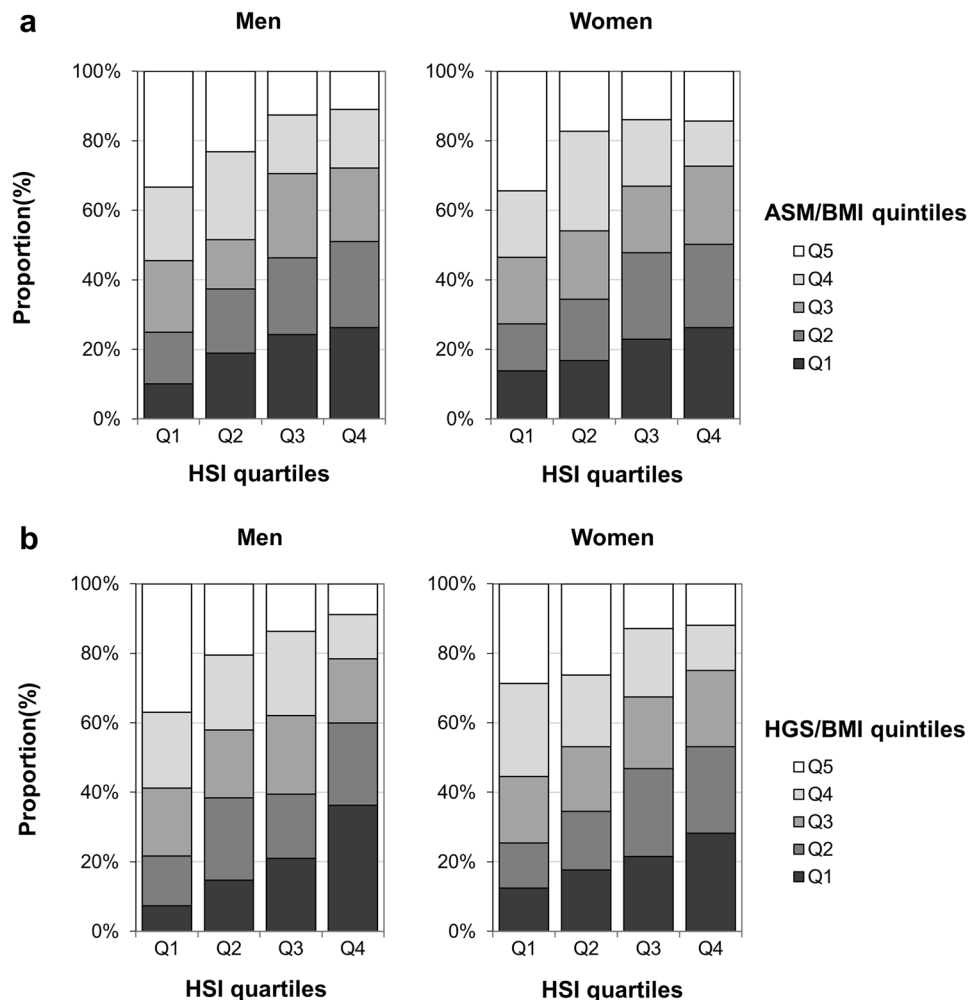 a
Men
Women
100%
80%
60%
40%
20%
0%
Proportion(%)
Q1 Q2 Q3 Q4
HSI quartiles
100%
80%
60%
40%
20%
0%
Q1 Q2 Q3 Q4
HSI quartiles
ASM/BMI quintiles
Q5
Q4
Q3
Q2
Q1
b
Men
Women
100%
80%
60%
40%
20%
0%
Proportion(%)
Q1 Q2 Q3 Q4
HSI quartiles
100%
80%
60%
40%
20%
0%
Q1 Q2 Q3 Q4
HSI quartiles
HGS/BMI quintiles
Q5
Q4
Q3
Q2
Q1